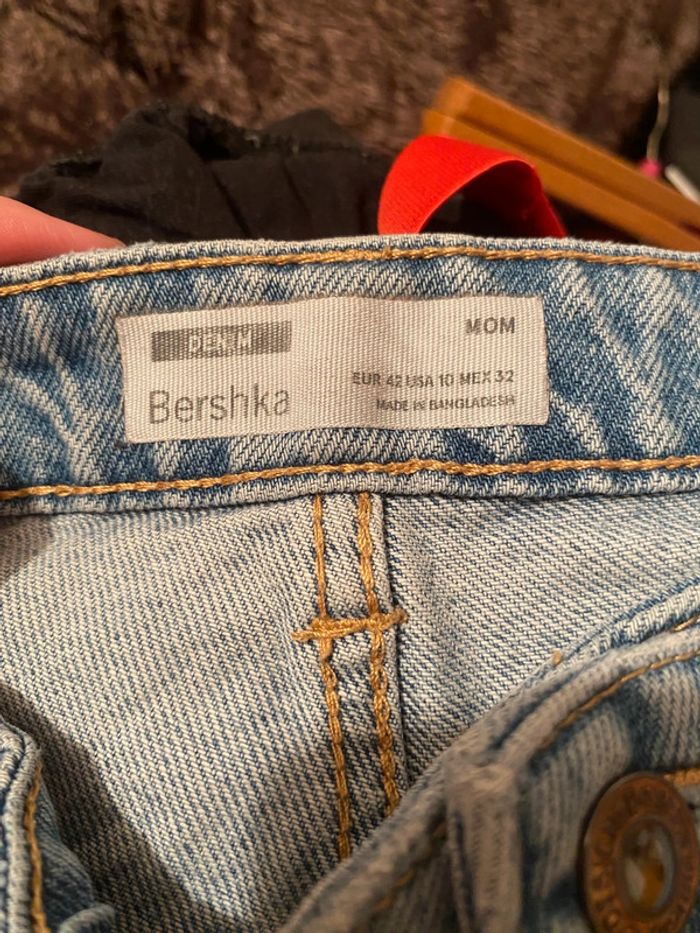 DENIM
MOM
Bershka
EUR 42 USA 10 MEX 32
MADE IN BANGLADESH